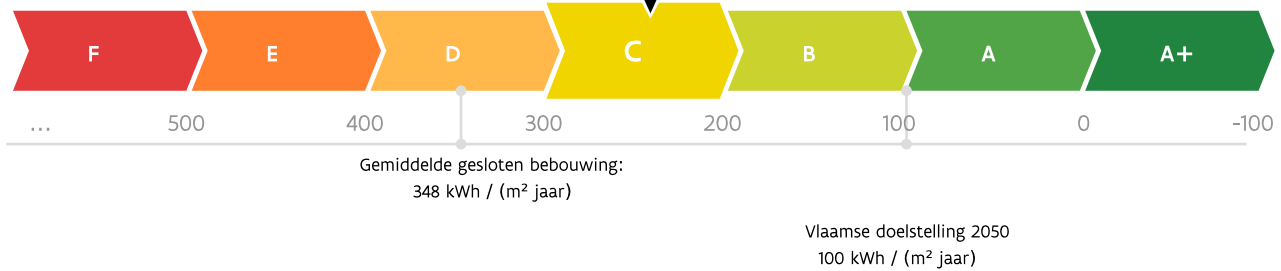 F E D C B A A+
... 500 400 300 200 100 0 -100
Gemiddelde gesloten bebouwing:
348 kWh / (m² jaar)
Vlaamse doelstelling 2050
100 kWh / (m² jaar)